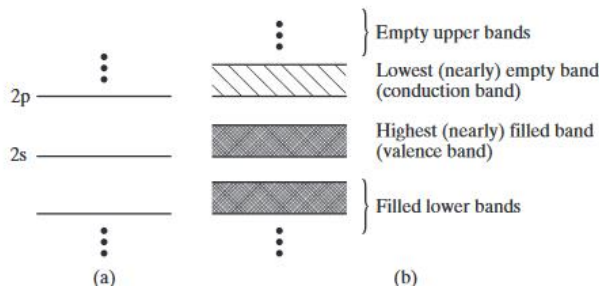 Empty upper bands
Lowest (nearly) empty band
(conduction band)
2p
Highest (nearly) filled band
(valence band)
2s
Filled lower bands
(a)
(b)